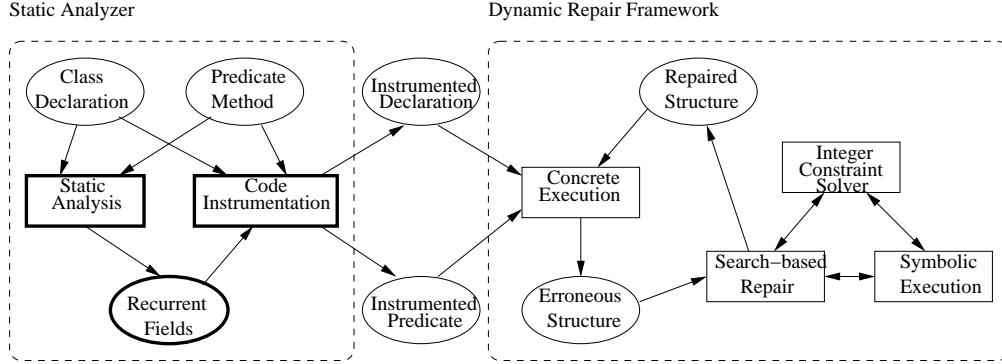 Static Analyzer
Dynamic Repair Framework
Class
Declaration
Predicate
Method
Instrumented
Declaration
Repaired
Structure
Static
Analysis
Code
Instrumentation
Concrete
Execution
Integer
Constraint
Solver
Recurrent
Fields
Instrumented
Predicate
Erroneous
Structure
Search-based
Repair
Symbolic
Execution